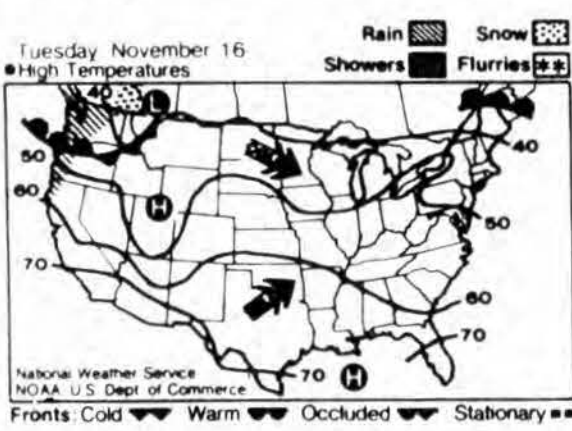 Rain Snow
Tuesday November 16
• High Temperatures
Showers Flurries **
40
L
50
40
60
H
50
70
60
70
National Weather Service
NOAA U S Dept of Commerce
70
H
Fronts: Cold Warm Occluded Stationary